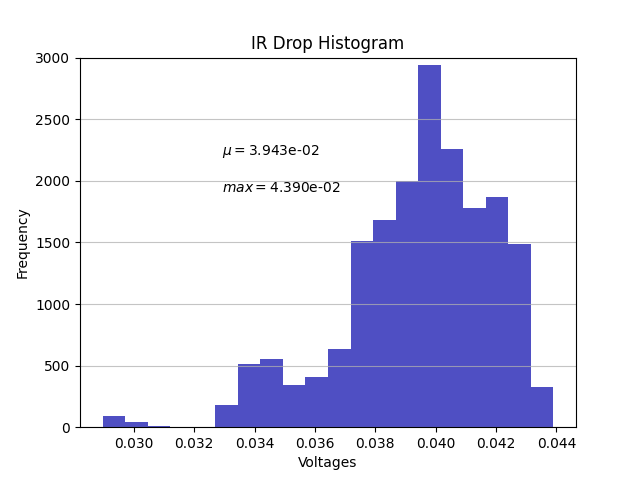 IR Drop Histogram
3000
2500
2000
1500
1000
500
0
Frequency
μ = 3.943e-02
max = 4.390e-02
0.030 0.032 0.034 0.036 0.038 0.040 0.042 0.044
Voltages